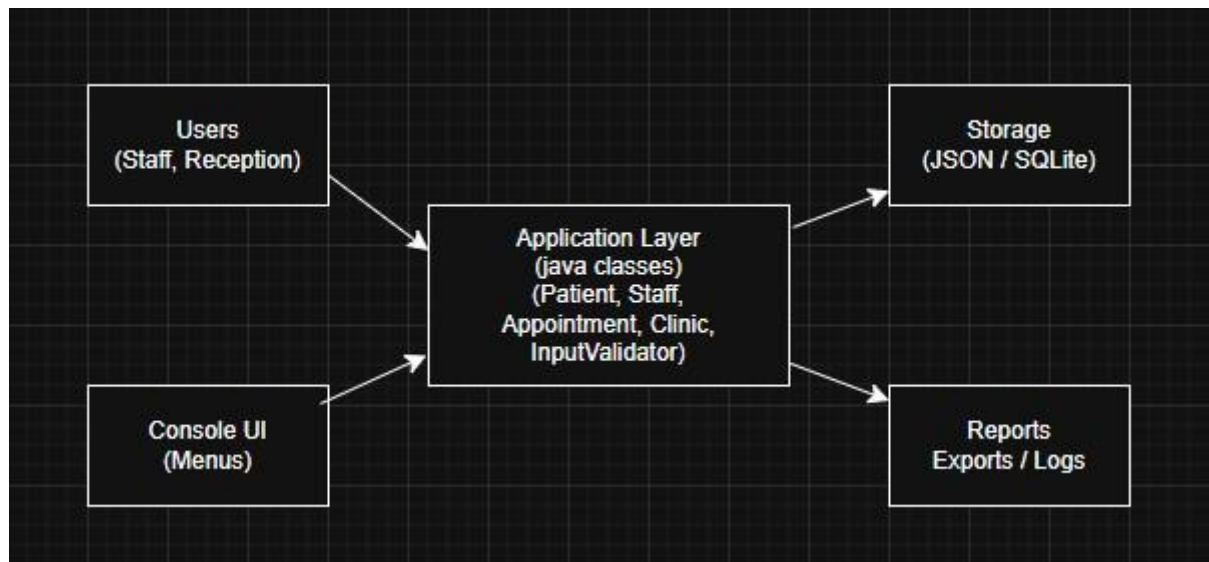 Users
(Staff, Reception)
Storage
(JSON / SQLite)
Application Layer
(java classes)
(Patient, Staff,
Appointment, Clinic,
InputValidator)
Console UI
(Menus)
Reports
Exports / Logs